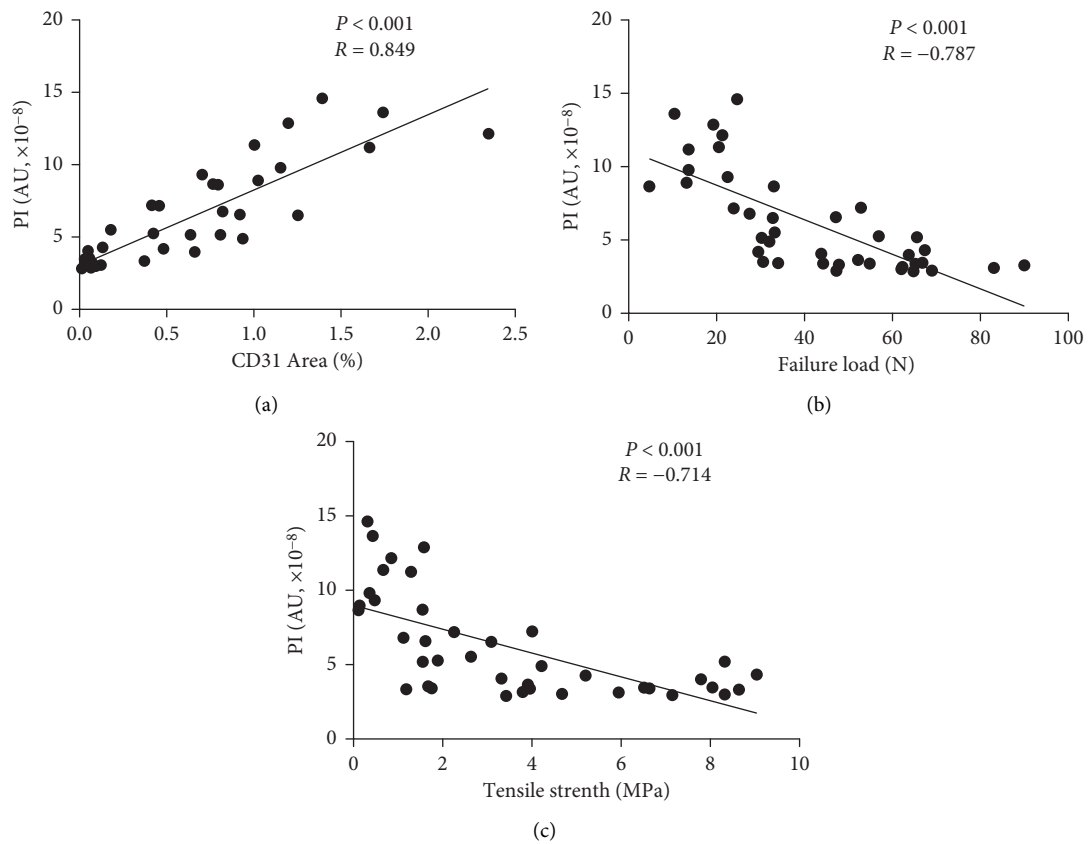 20
15
10
5
0
PI (AU, ×10⁻⁸)
P < 0.001
R = 0.849
0.0 0.5 1.0 1.5 2.0 2.5
CD31 Area (%)
(a)
20
15
10
5
0
PI (AU, ×10⁻⁸)
P < 0.001
R = −0.787
0 20 40 60 80 100
Failure load (N)
(b)
20
15
10
5
0
PI (AU, ×10⁻⁸)
P < 0.001
R = −0.714
0 2 4 6 8 10
Tensile strenth (MPa)
(c)